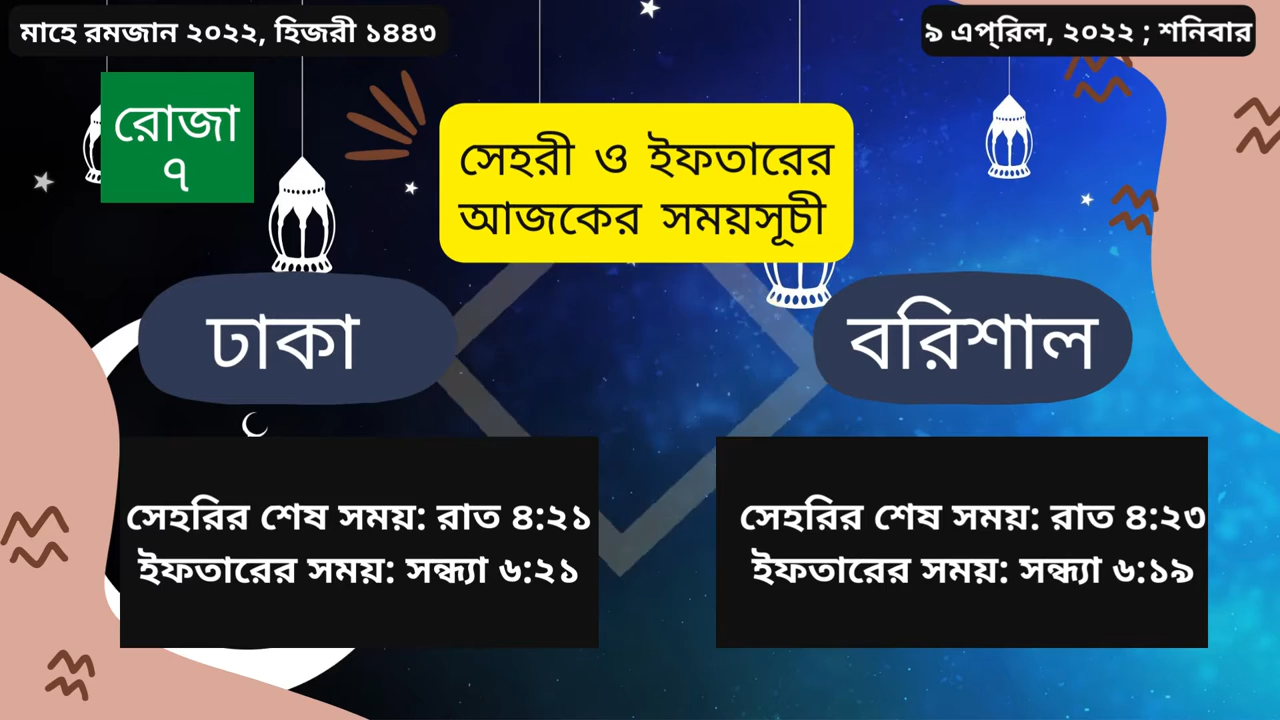 মাহে রমজান ২০২২, হিজরী ১৪৪৩
৯ এপ্রিল, ২০২২ ; শনিবার
রোজা
৭
সেহরী ও ইফতারের
আজকের সময়সূচী
ঢাকা
বরিশাল
সেহরির শেষ সময়: রাত ৪:২১
ইফতারের সময়: সন্ধ্যা ৬:২১
সেহরির শেষ সময়: রাত ৪:২৩
ইফতারের সময়: সন্ধ্যা ৬:১৯